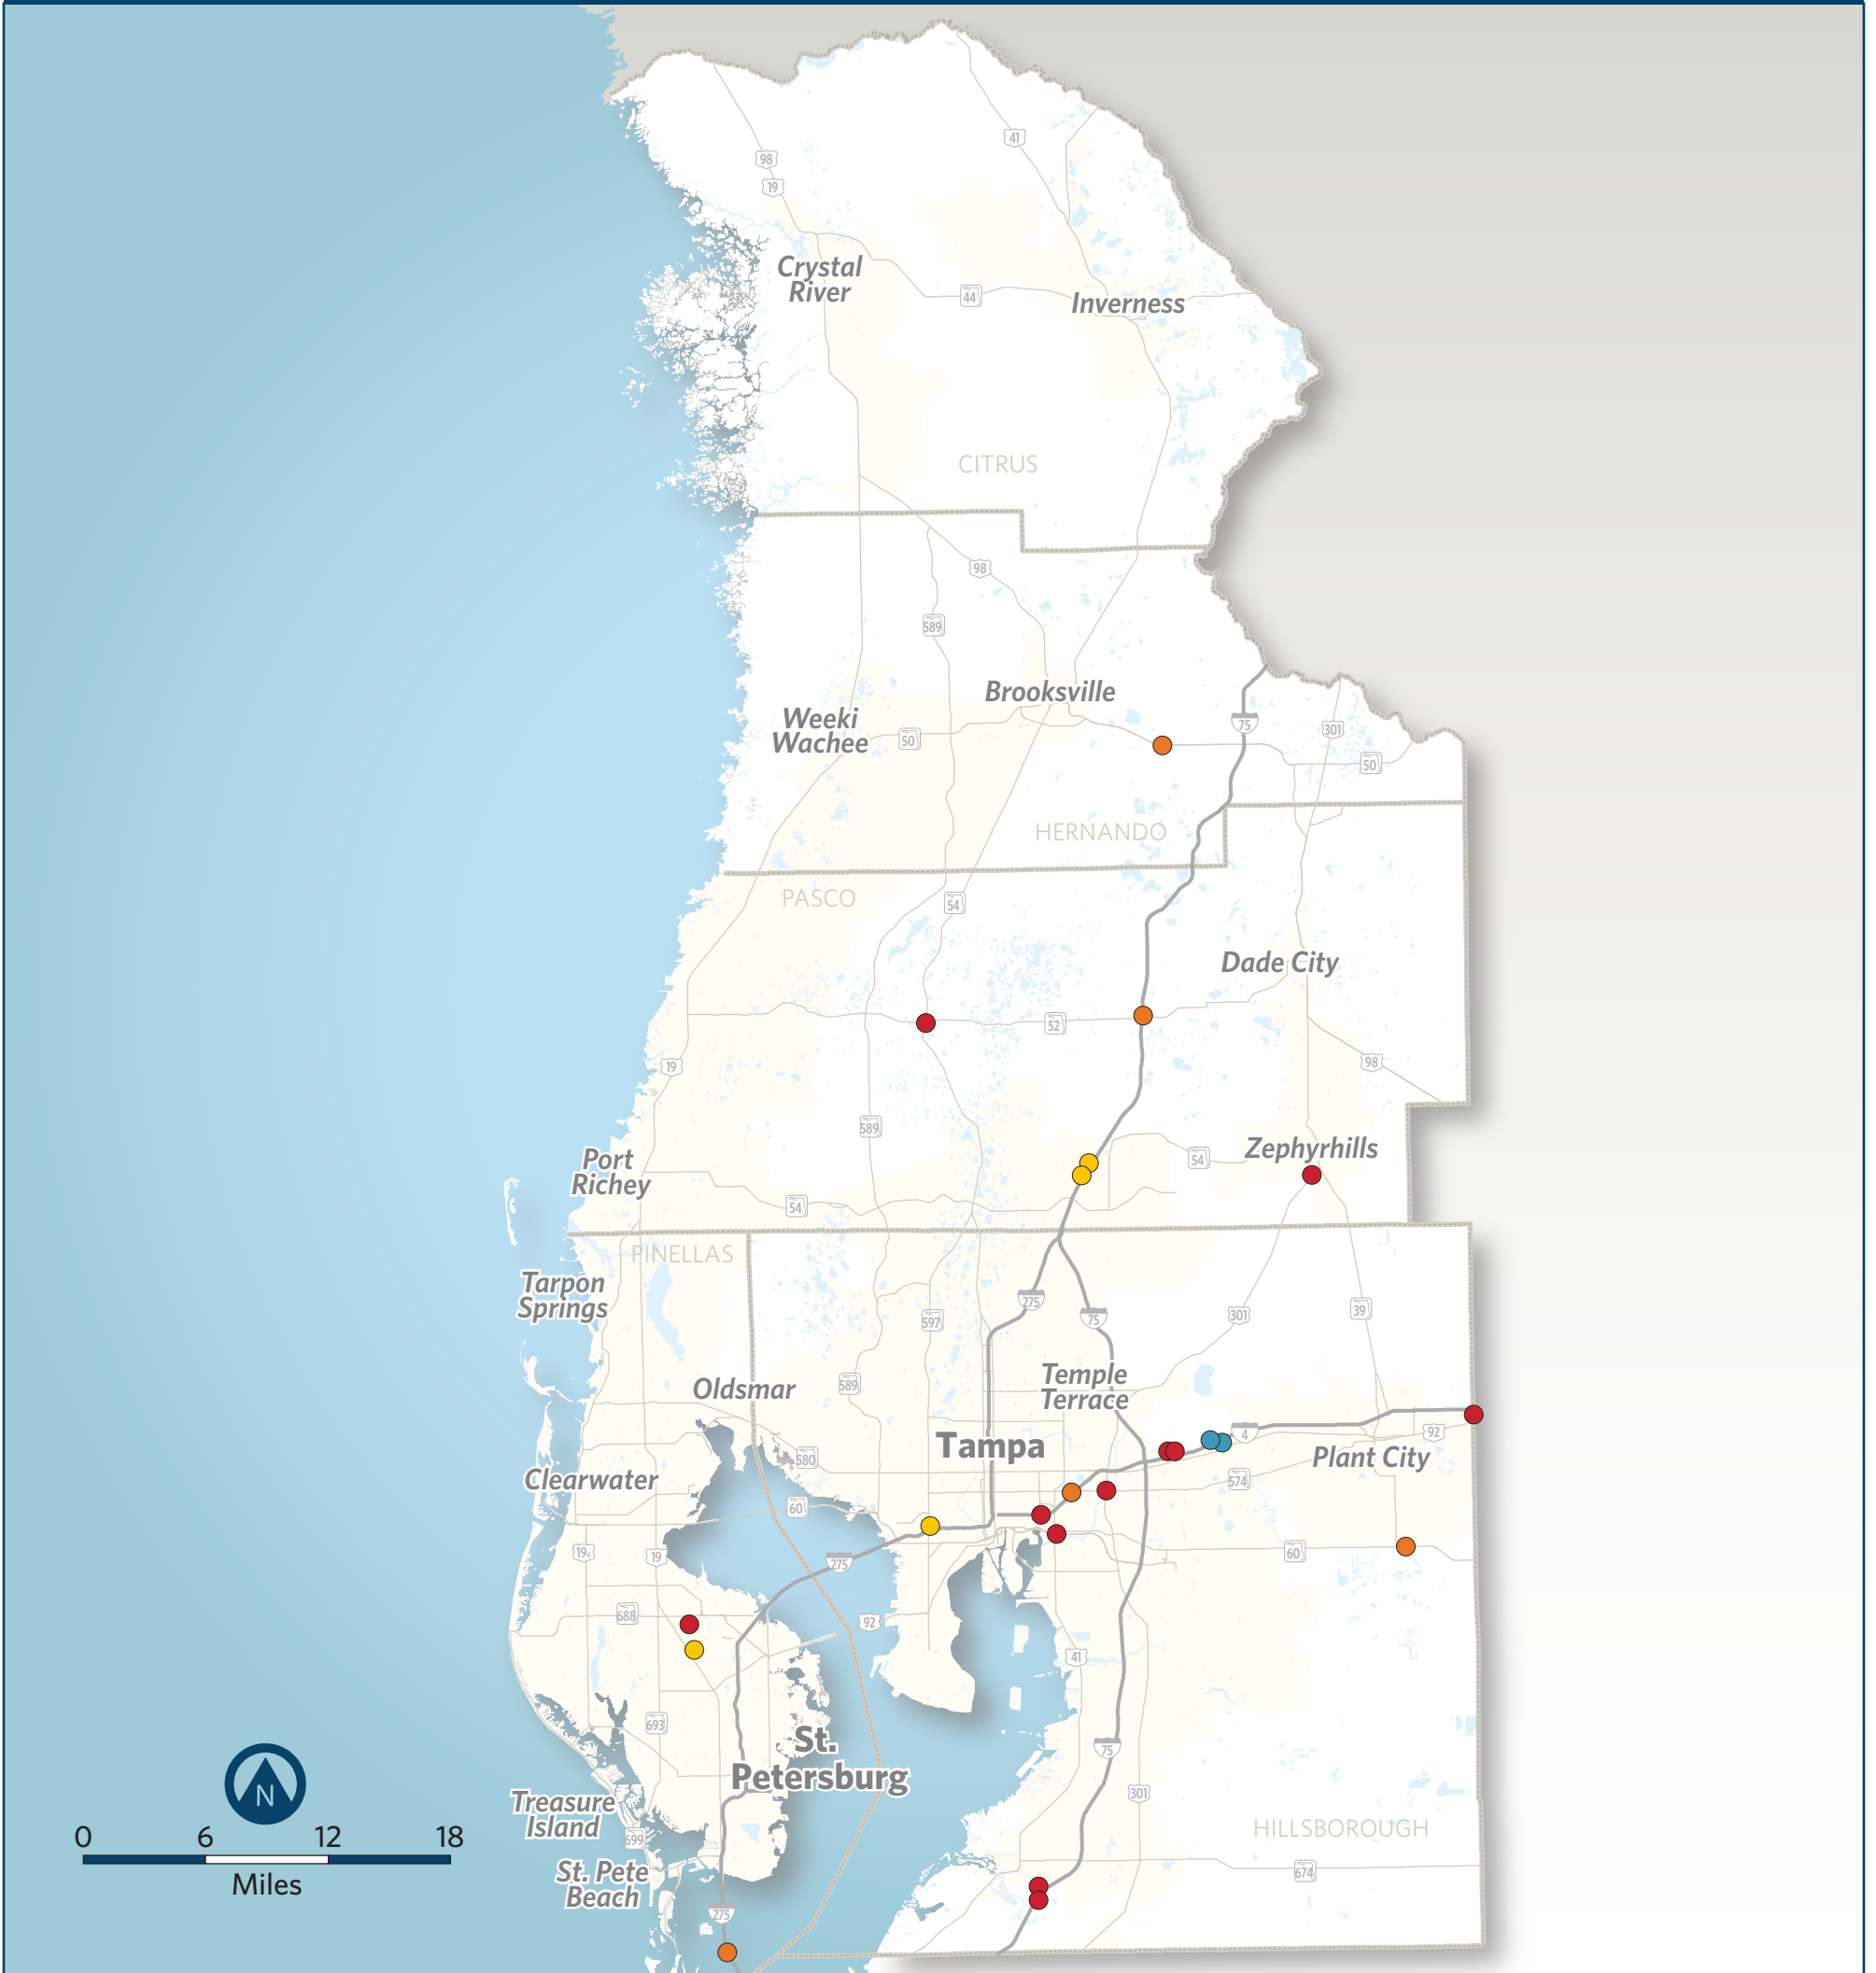 41
98
19
Crystal
River
44
Inverness
CITRUS
98
589
Brooksville
Weeki
Wachee
50
75
301
50
HERNANDO
PASCO
54
Dade City
52
19
98
589
Port
Richey
54
Zephyrhills
54
PINELLAS
Tarpon
Springs
275
75
597
301
39
Oldsmar
589
Temple
Terrace
Tampa
4
92
Plant City
580
Clearwater
574
60
19A
19
275
60
688
92
41
693
St.
Petersburg
75
301
N
Treasure
Island
0 6 12 18
Miles
699
HILLSBOROUGH
St. Pete
Beach
674
275